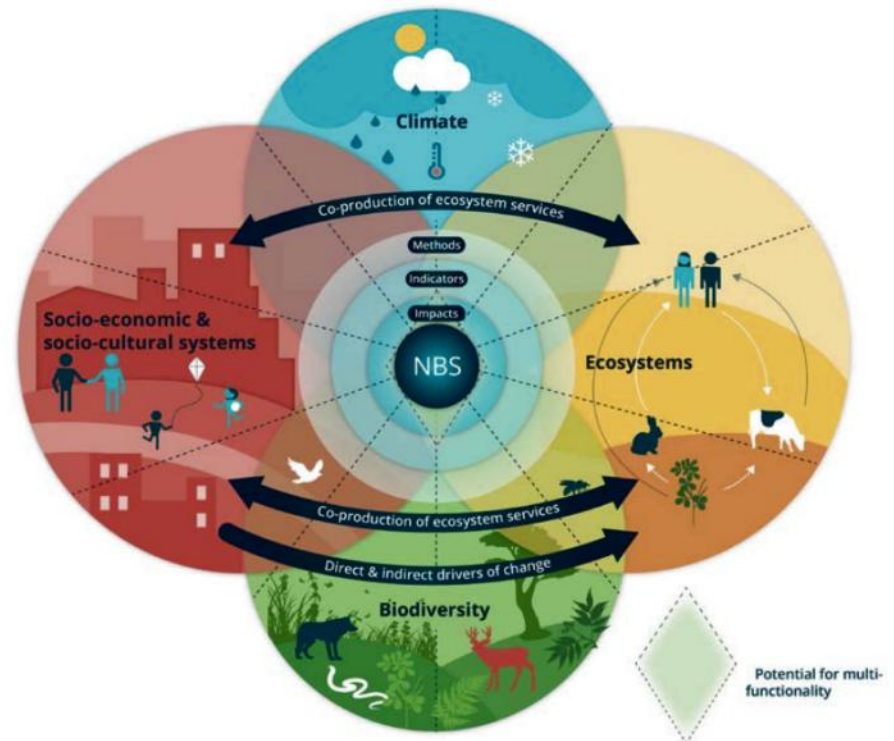 Climate
Co-production of ecosystem services
Methods
Indicators
Impacts
NBS
Socio-economic &
socio-cultural systems
Ecosystems
Co-production of ecosystem services
Direct & indirect drivers of change
Biodiversity
Potential for multi-
functionality